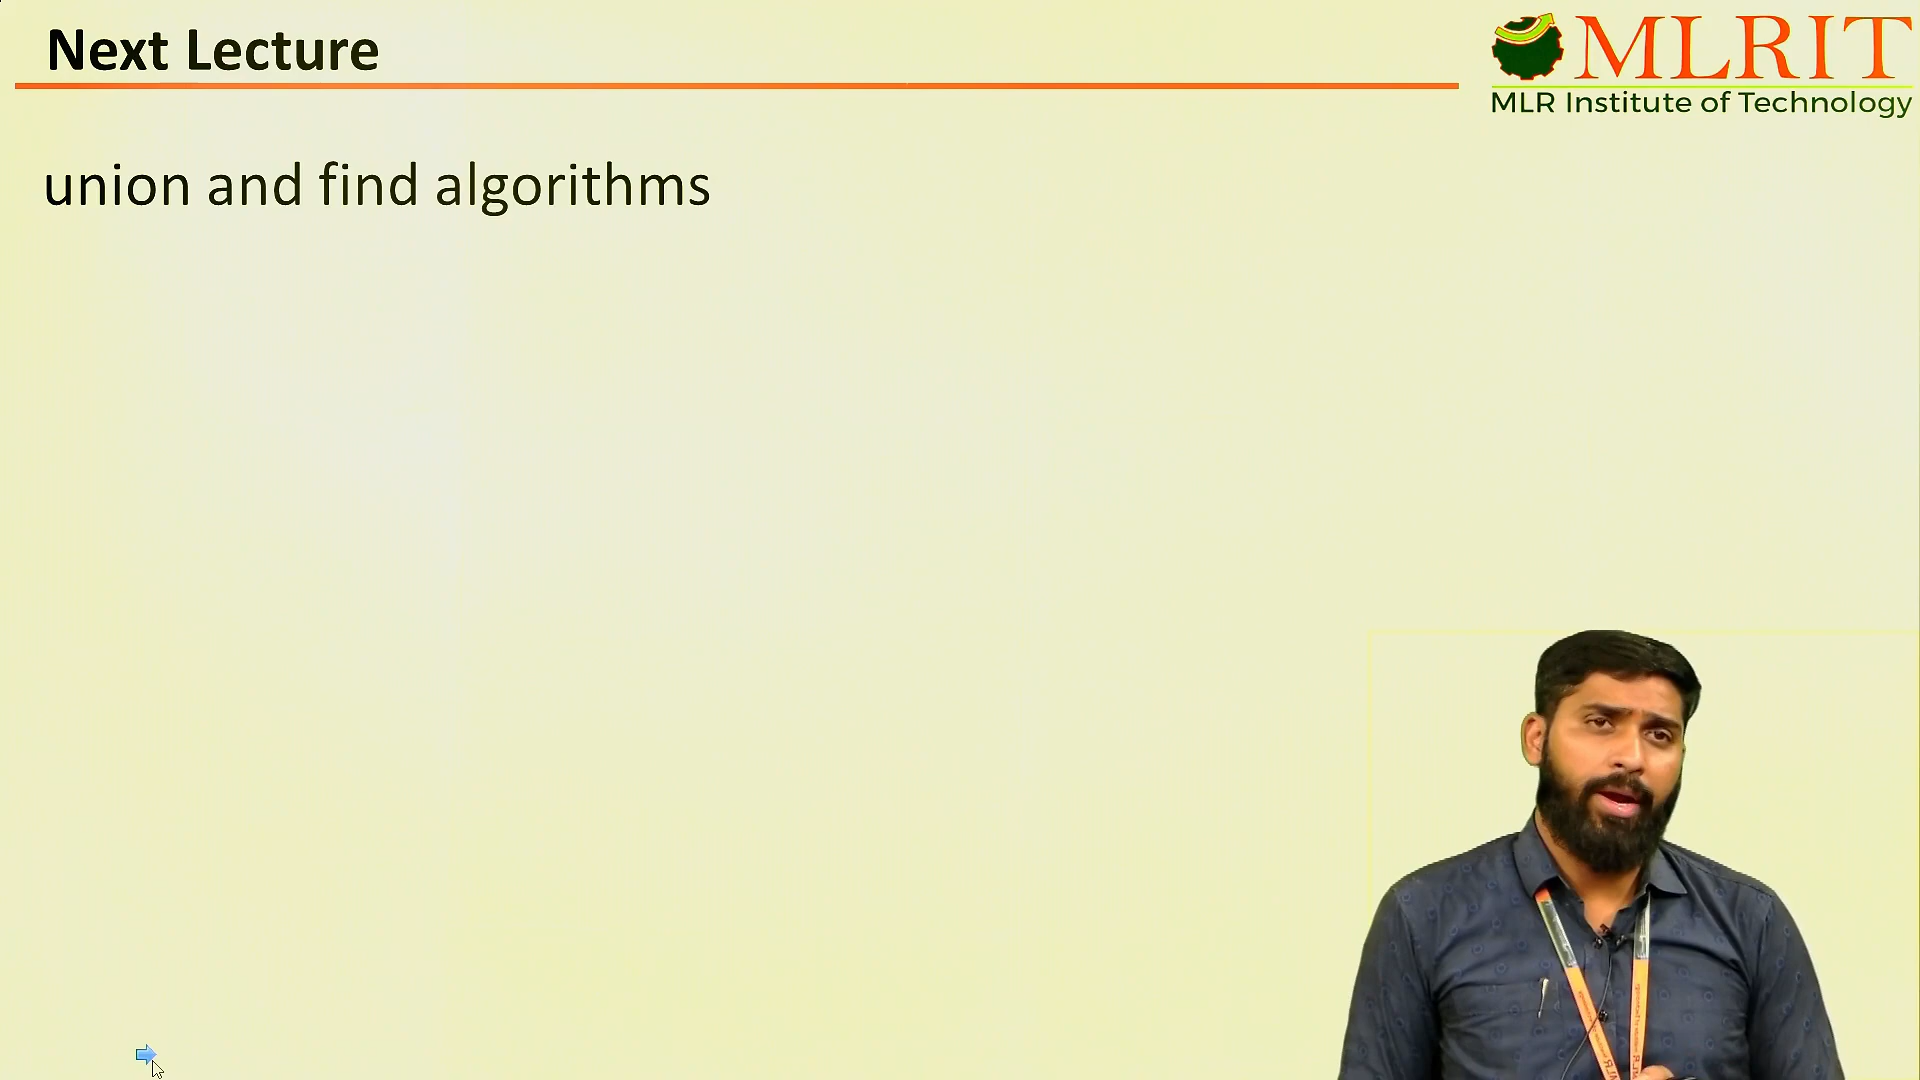 Next Lecture
MLRIT
MLR Institute of Technology
union and find algorithms